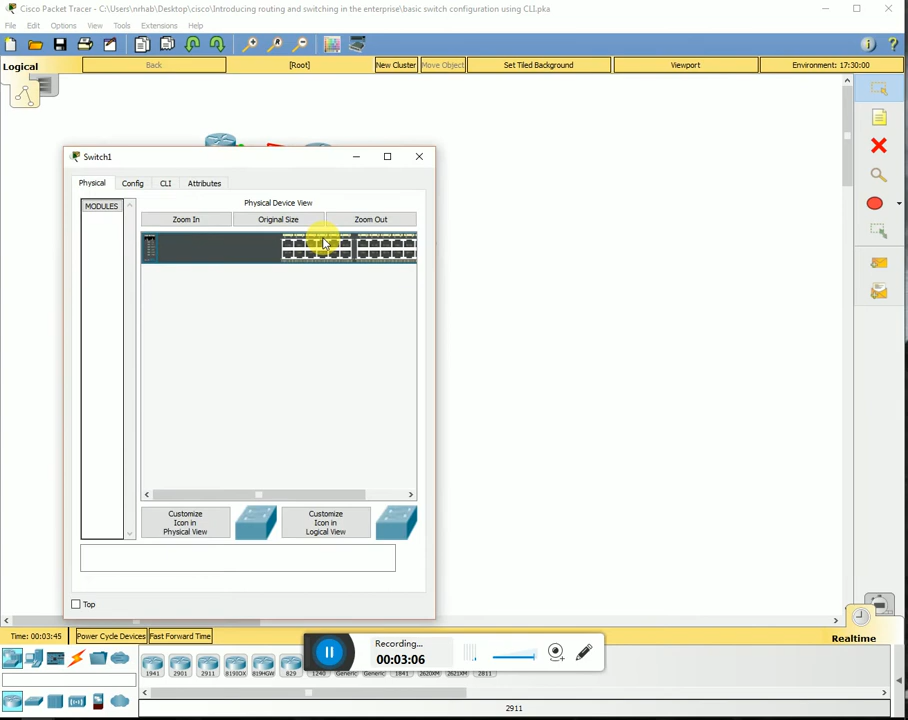 Cisco Packet Tracer - C:\Users\nrhab\Desktop\cisco\Introducing routing and switching in the enterprise\basic switch configuration using CLI.pka
File Edit Options View Tools Extensions Help
Logical Back [Root] New Cluster Move Object Set Tiled Background Viewport Environment: 17:30:00
Switch1
Physical Config CLI Attributes
MODULES
Physical Device View
Zoom In Original Size Zoom Out
Customize
Icon in
Physical View
Customize
Icon in
Logical View
Top
Time: 00:03:45 Power Cycle Devices Fast Forward Time
Realtime
Recording...
00:03:06
1941 2901 2911 819IOX 819HGW 829 1240 Generic Generic 1841 2620XM 2621XM 2811
2911